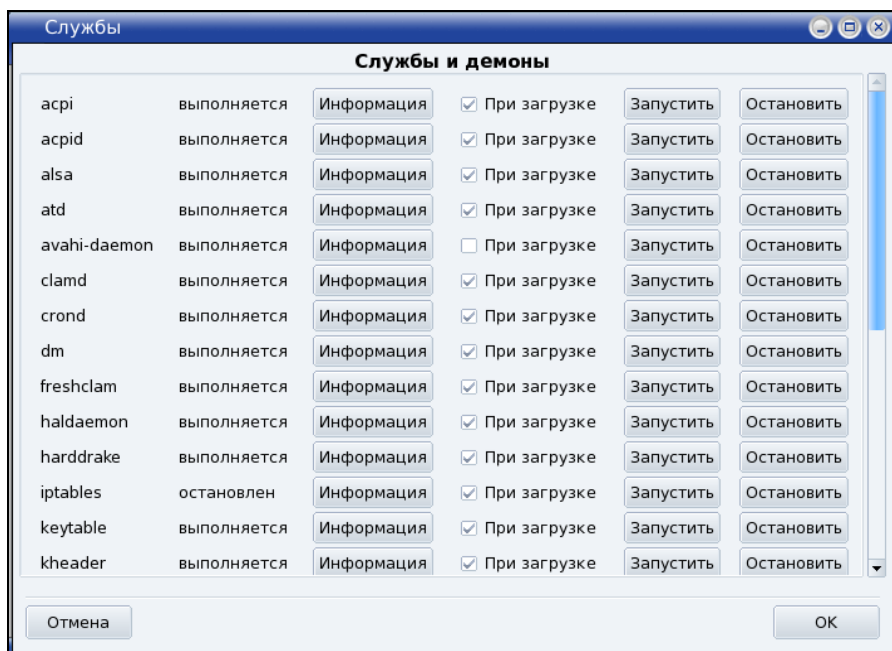 Службы
Службы и демоны
acpi выполняется Информация При загрузке Запустить Остановить
acpid выполняется Информация При загрузке Запустить Остановить
alsa выполняется Информация При загрузке Запустить Остановить
atd выполняется Информация При загрузке Запустить Остановить
avahi-daemon выполняется Информация При загрузке Запустить Остановить
clamd выполняется Информация При загрузке Запустить Остановить
crond выполняется Информация При загрузке Запустить Остановить
dm выполняется Информация При загрузке Запустить Остановить
freshclam выполняется Информация При загрузке Запустить Остановить
haldaemon выполняется Информация При загрузке Запустить Остановить
harddrake выполняется Информация При загрузке Запустить Остановить
iptables остановлен Информация При загрузке Запустить Остановить
keytable выполняется Информация При загрузке Запустить Остановить
kheader выполняется Информация При загрузке Запустить Остановить
Отмена OK